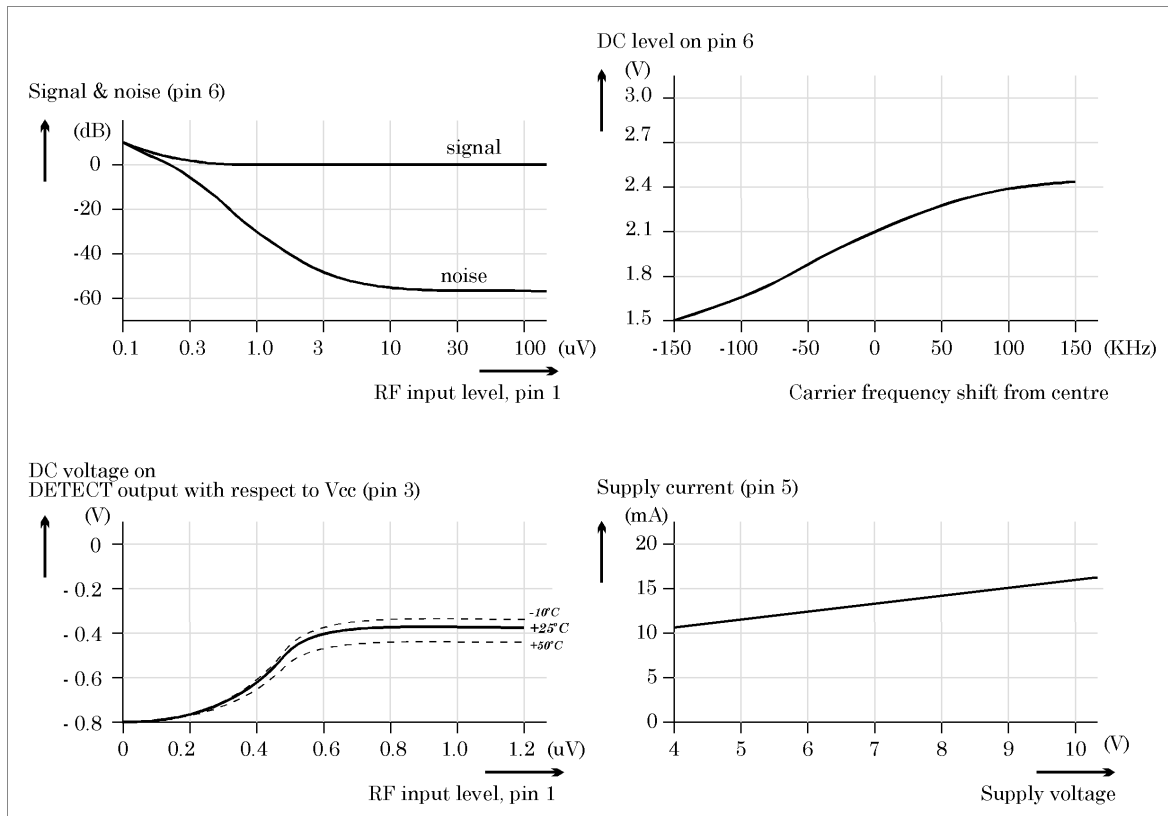 Signal & noise (pin 6)
(dB)
0
-20
-40
-60
signal
noise
0.1 0.3 1.0 3 10 30 100 (uV)
RF input level, pin 1
DC level on pin 6
(V)
3.0
2.7
2.4
2.1
1.8
1.5
-150 -100 -50 0 50 100 150 (KHz)
Carrier frequency shift from centre
DC voltage on
DETECT output with respect to Vcc (pin 3)
(V)
0
- 0.2
- 0.4
- 0.6
- 0.8
-10°C
+25°C
+50°C
0 0.2 0.4 0.6 0.8 1.0 1.2 (uV)
RF input level, pin 1
Supply current (pin 5)
(mA)
20
15
10
5
0
4 5 6 7 8 9 10 (V)
Supply voltage